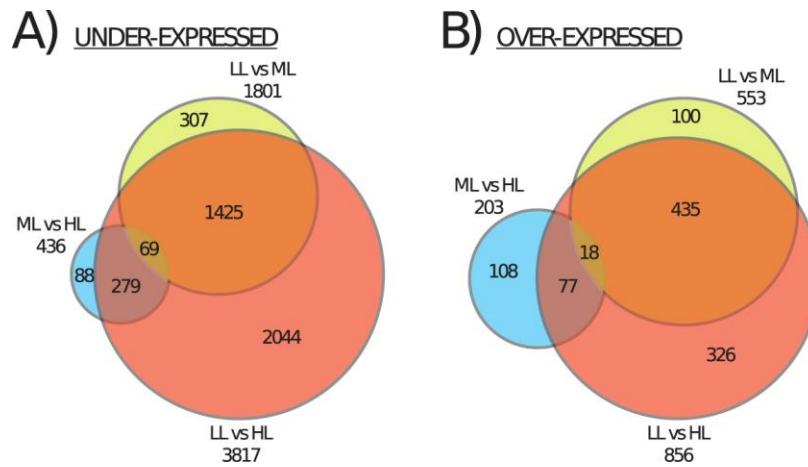 A) UNDER-EXPRESSED
LL vs ML
1801
307
1425
ML vs HL
436
69
88
279
2044
LL vs HL
3817
B) OVER-EXPRESSED
LL vs ML
553
100
ML vs HL
203
435
18
108
77
326
LL vs HL
856